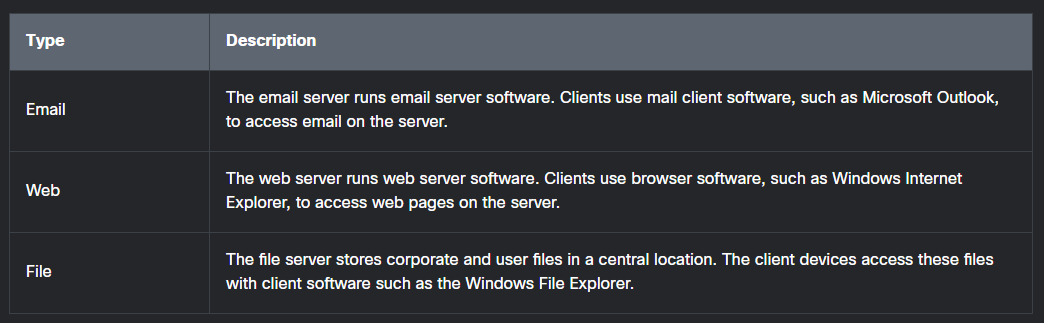 Type Description
Email
The email server runs email server software. Clients use mail client software, such as Microsoft Outlook,
to access email on the server.
Web
The web server runs web server software. Clients use browser software, such as Windows Internet
Explorer, to access web pages on the server.
File
The file server stores corporate and user files in a central location. The client devices access these files
with client software such as the Windows File Explorer.